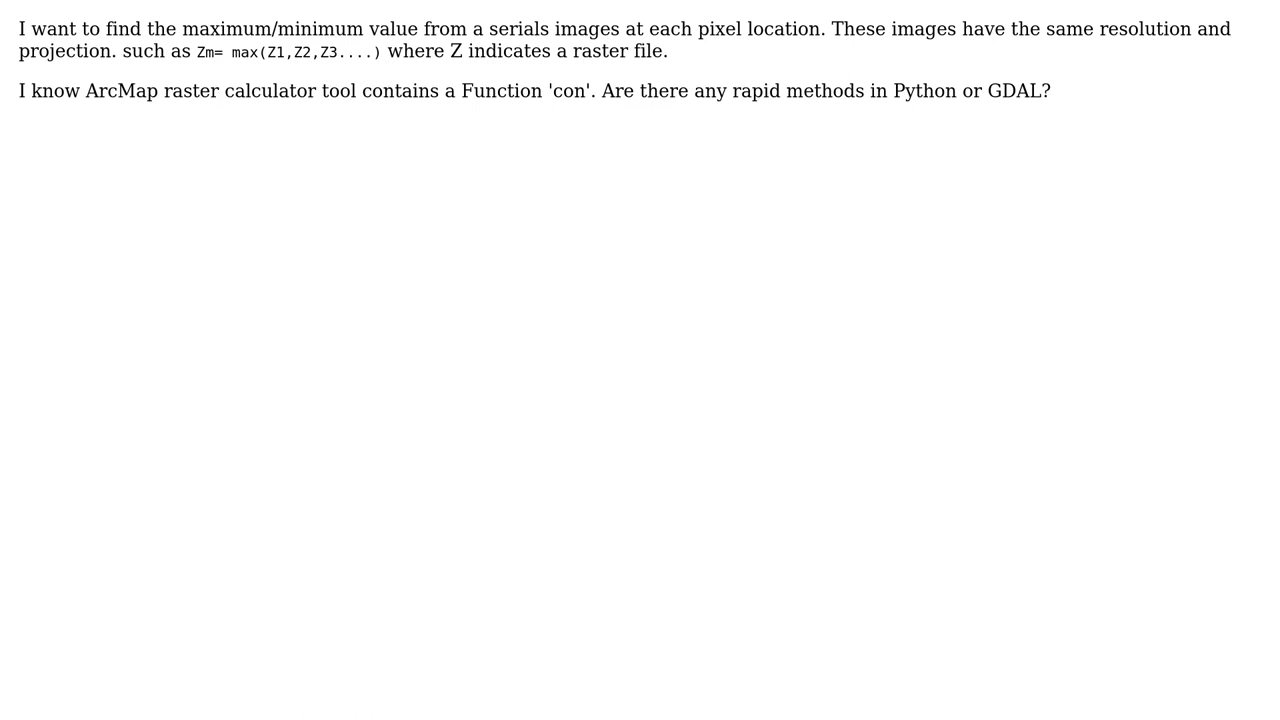 I want to find the maximum/minimum value from a serials images at each pixel location. These images have the same resolution and
projection. such as Zm= max(Z1,Z2,Z3....) where Z indicates a raster file.
I know ArcMap raster calculator tool contains a Function 'con'. Are there any rapid methods in Python or GDAL?